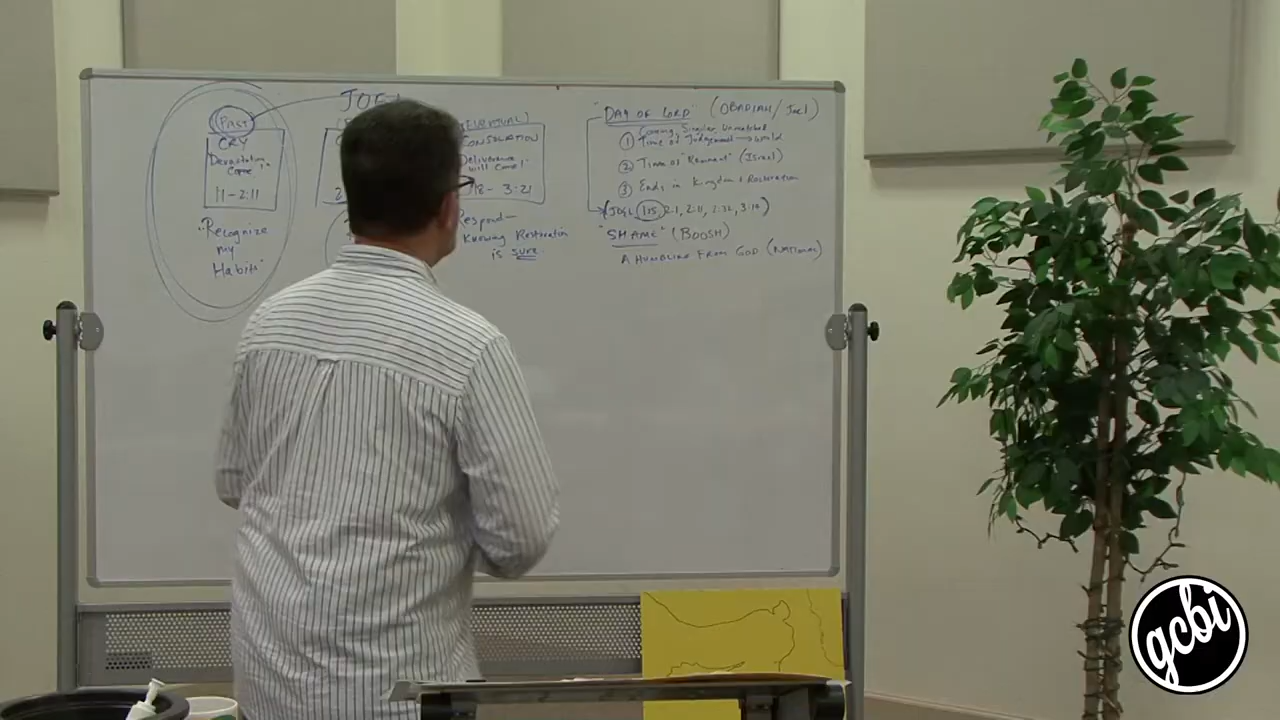 JOEL
Past
CRY
Devastation
Came!"
1:1-2:11
"Recognize
my
Habits"
CONSOLATION
Deliverance
will come!"
18-3:21
Respond-
Knowing Restoration
is sure.
"DAY OF LORD" (OBADIAH/Joel)
① Coming, Singular, Unmatched
Time of Judgement → World
② Time of "Remnant" (Israel)
③ Ends in Kingdom + Restoration
(JOEL 1:15, 2:1, 2:11, 2:32, 3:14)
"SHAME" (BOOSH)
A HUMBLING FROM GOD (NATIONAL)
gcbi